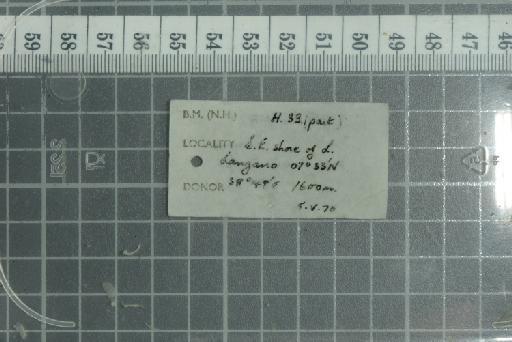 59 58 57 56 55 54 53 52 51 50 49 48 47 46
B.M. (N.H.) H. 33 (part)
LOCALITY S.E. shore of L.
Langano 07° 33'N
DONOR 38° 48'E 1600m.
5.V.70